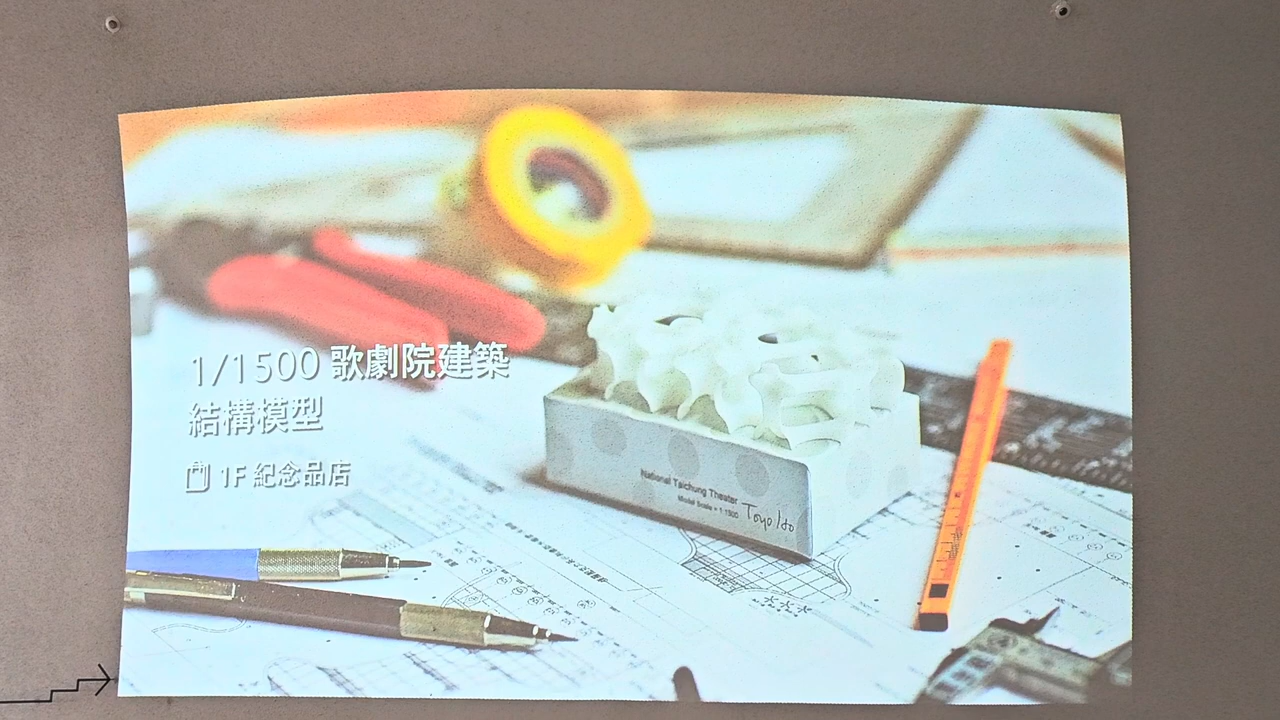 1/1500 歌劇院建築
結構模型
1F 紀念品店
National Taichung Theater
Model Scale = 1:1500
Toyo Ito